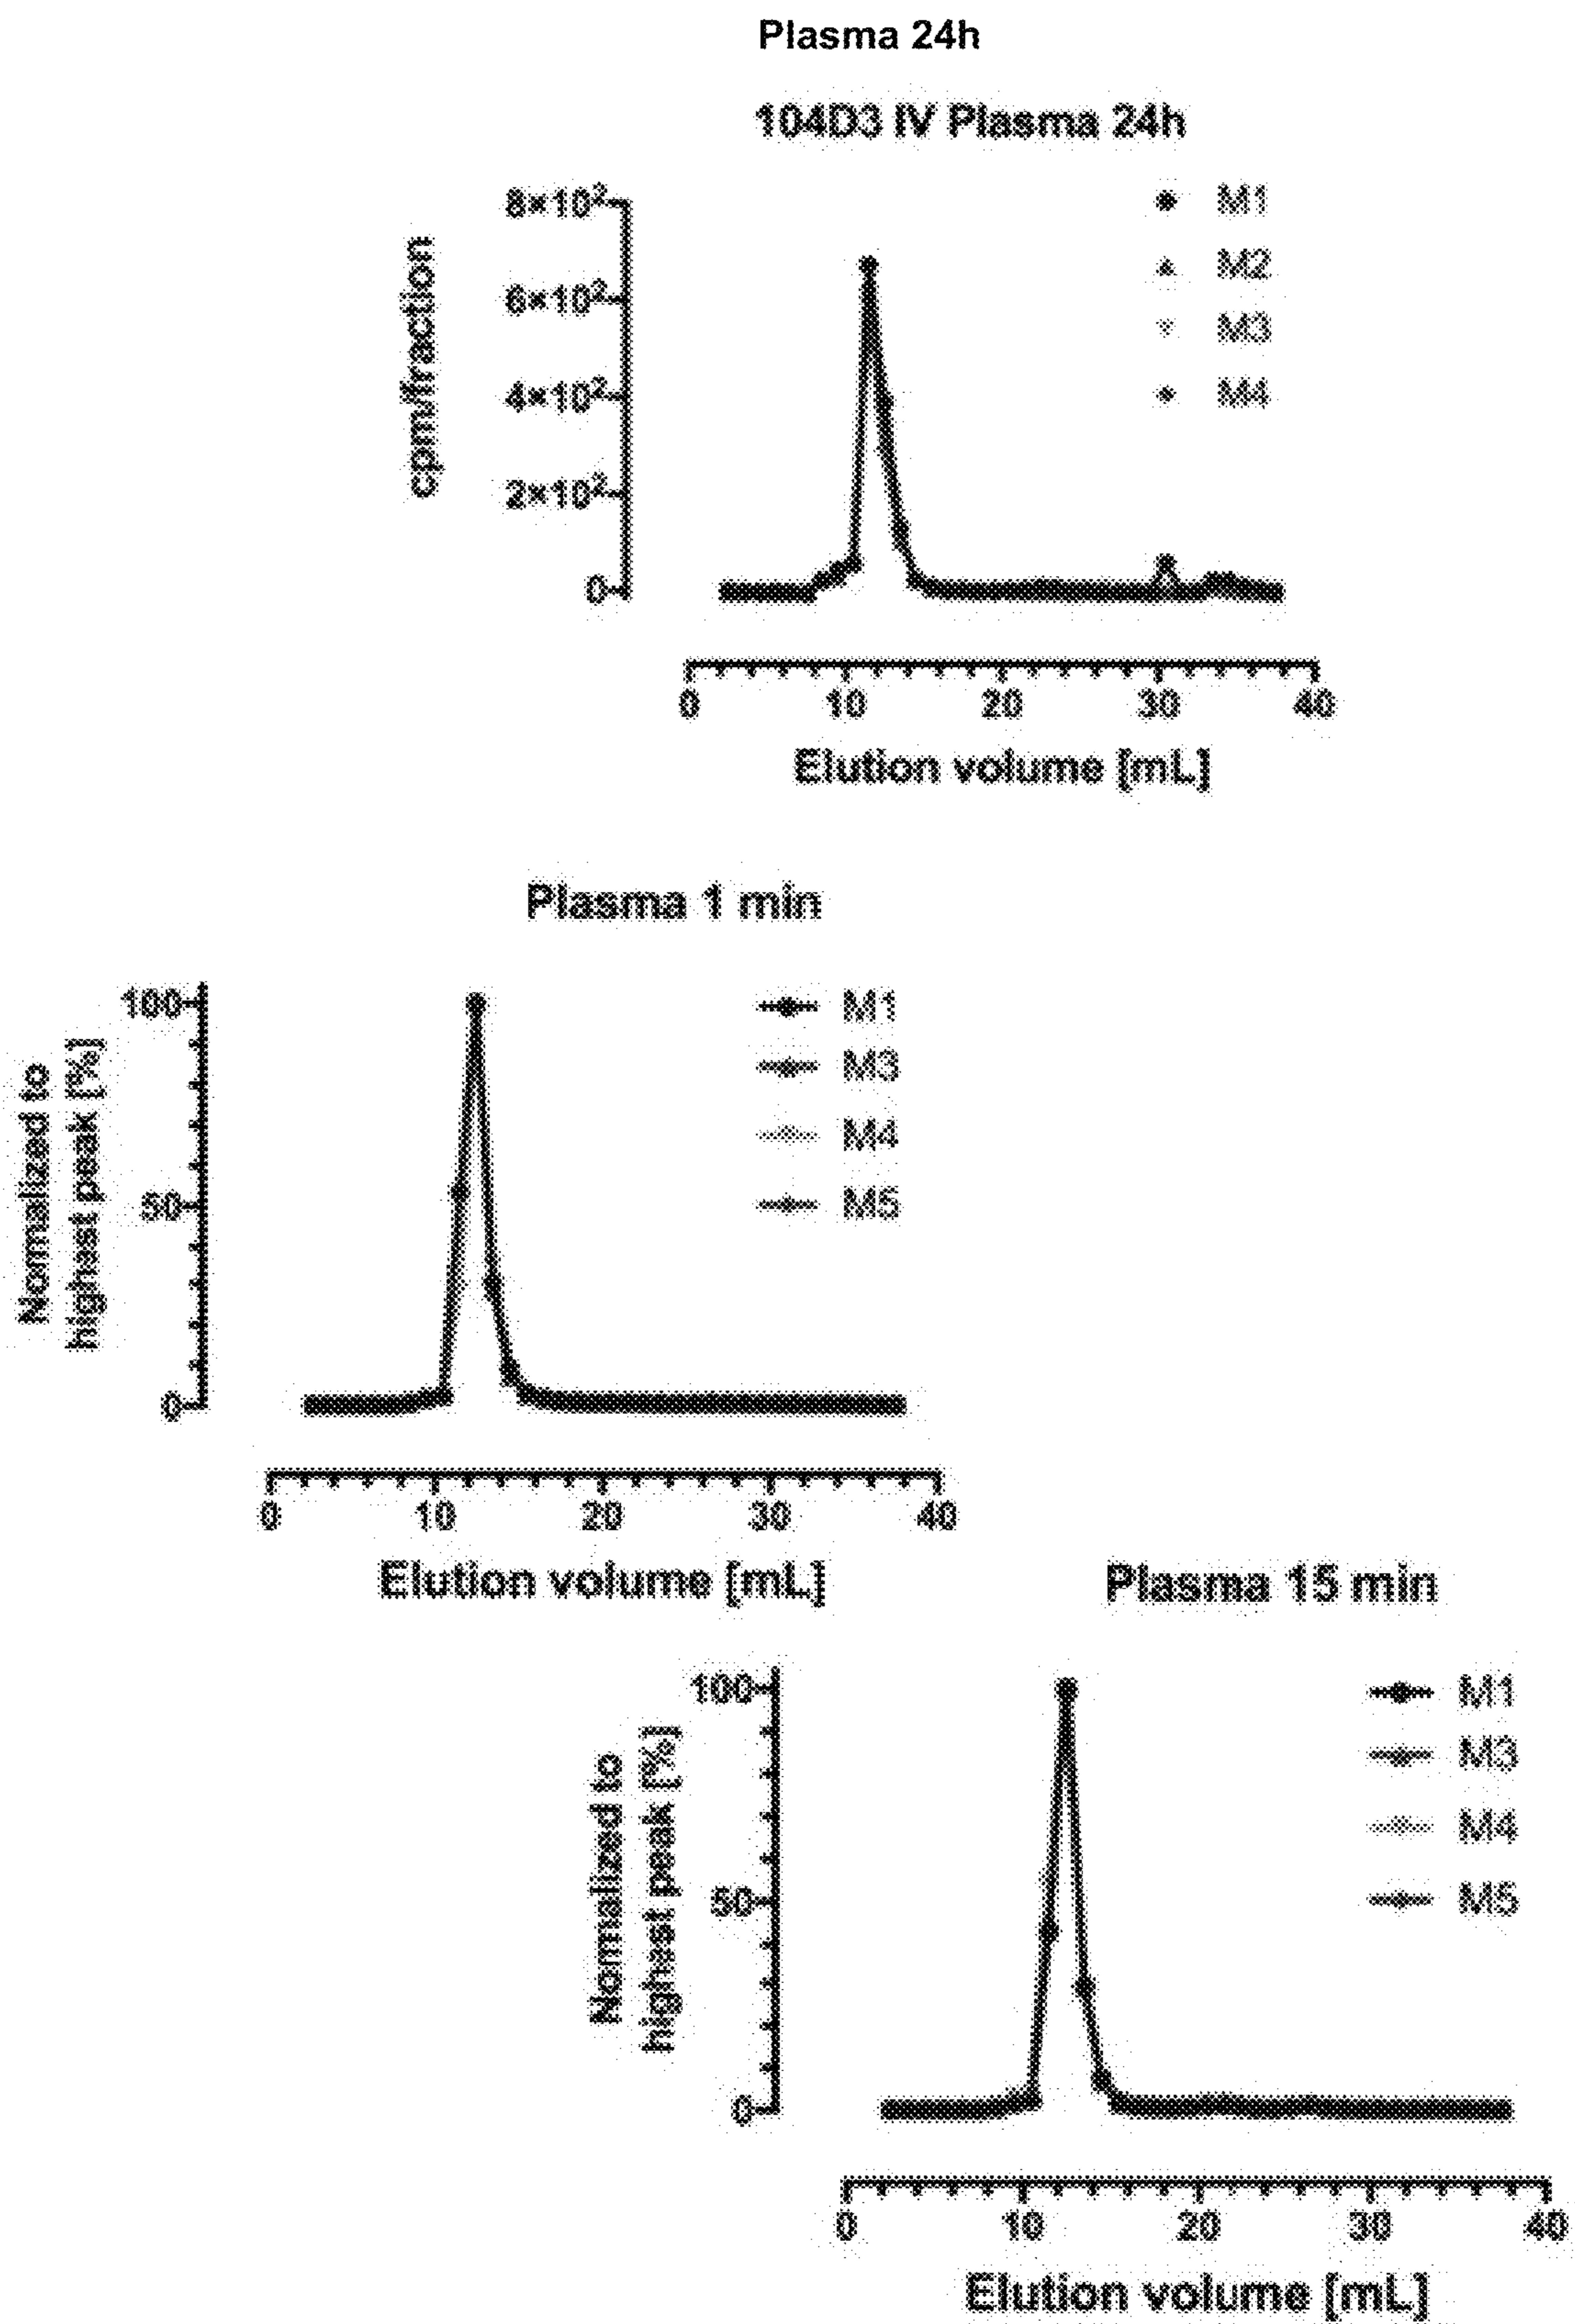 Plasma 24h
104D3 IV Plasma 24h
cpm/fraction
8×10²
6×10²
4×10²
2×10²
0
M1
M2
M3
M4
0 10 20 30 40
Elution volume [mL]
Plasma 1 min
Normalized to
highest peak [%]
100
50
0
M1
M3
M4
M5
0 10 20 30 40
Elution volume [mL]
Plasma 15 min
Normalized to
highest peak [%]
100
50
0
M1
M3
M4
M5
0 10 20 30 40
Elution volume [mL]